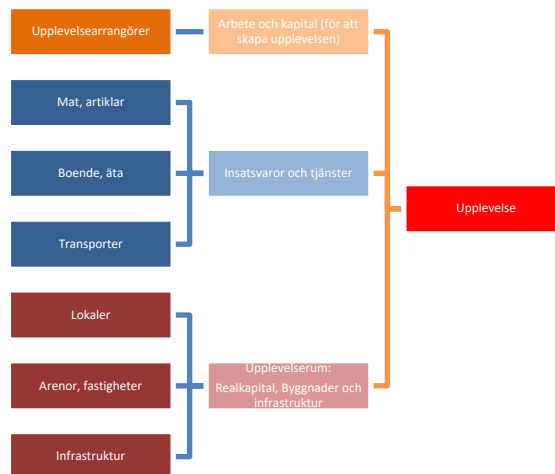 Upplevelsearrangörer
Arbete och kapital (för att
skapa upplevelsen)
Mat, artiklar
Boende, äta
Insatsvaror och tjänster
Upplevelse
Transporter
Lokaler
Arenor, fastigheter
Upplevelserum:
Realkapital, Byggnader och
infrastruktur
Infrastruktur